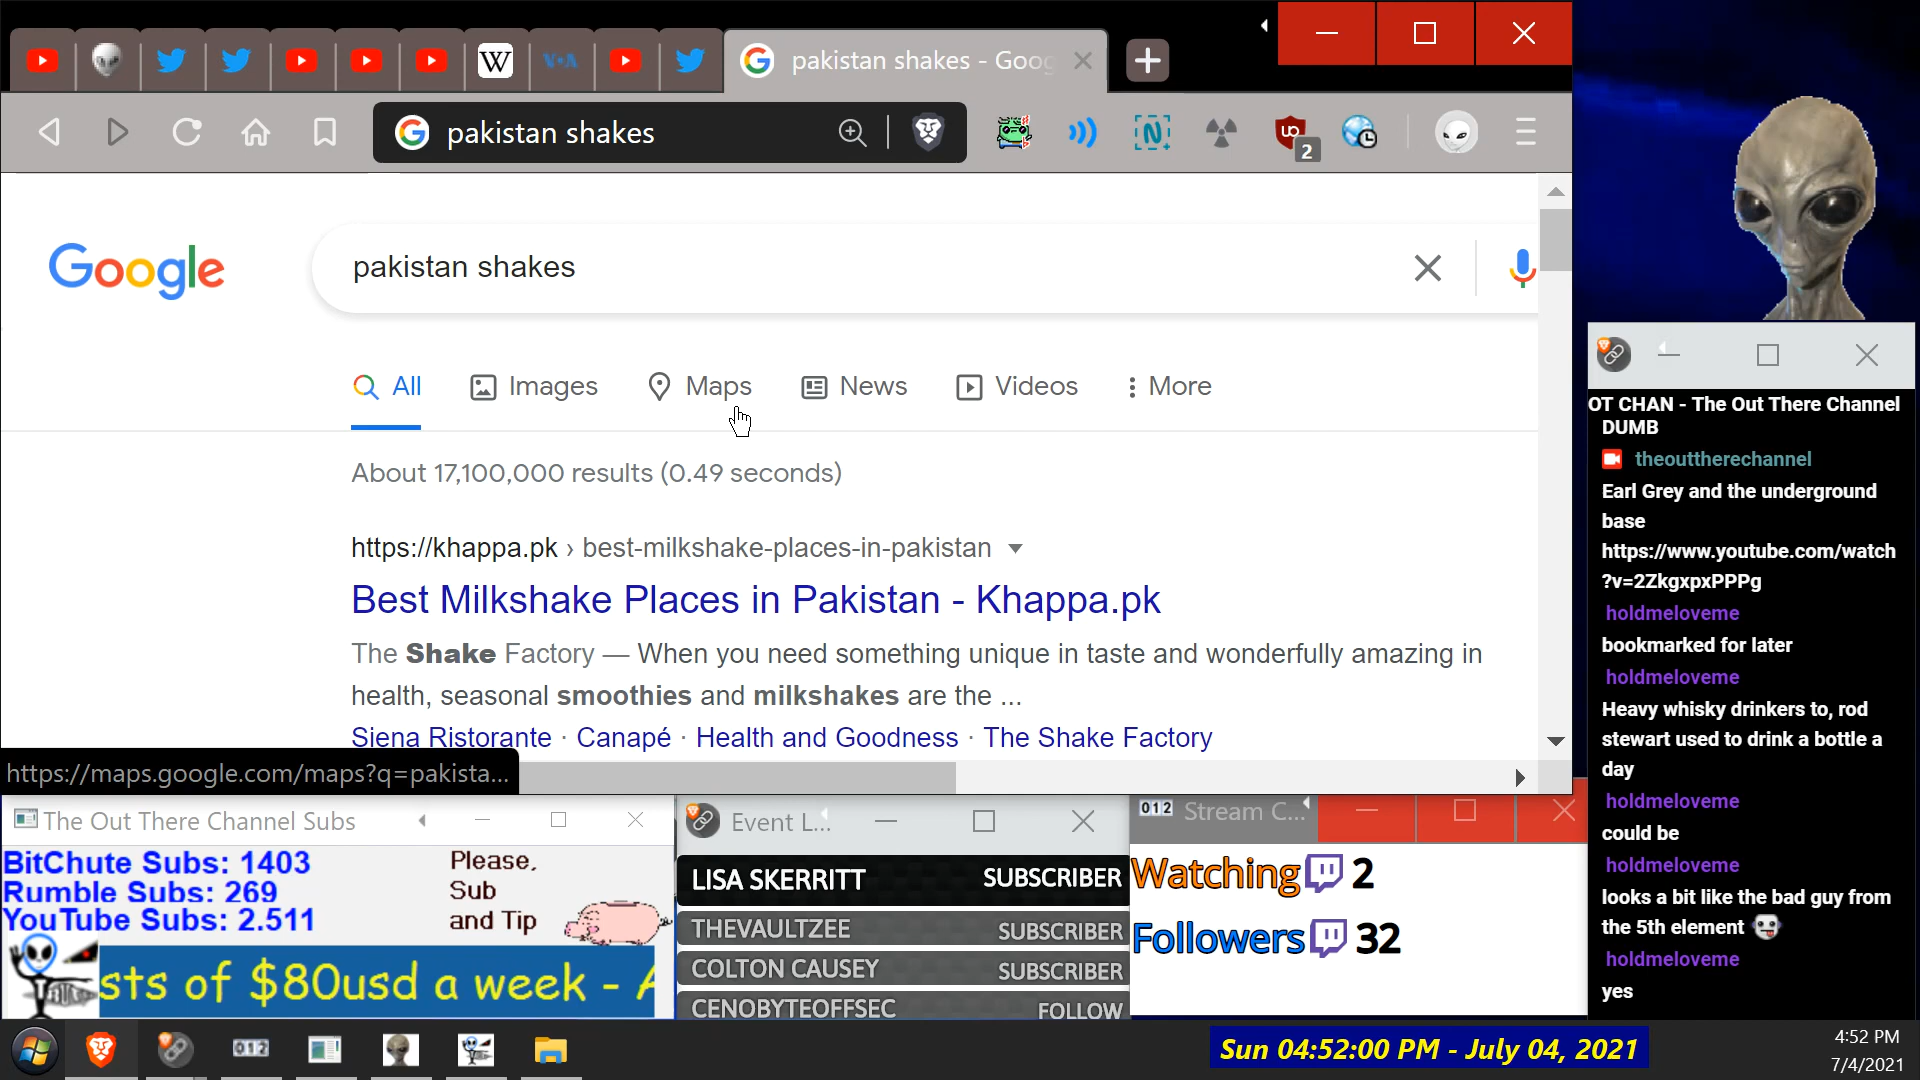 VOA
pakistan shakes - Goog
pakistan shakes
2
Google
pakistan shakes
All
Images
Maps
News
Videos
More
About 17,100,000 results (0.49 seconds)
https://khappa.pk › best-milkshake-places-in-pakistan
Best Milkshake Places in Pakistan - Khappa.pk
The Shake Factory — When you need something unique in taste and wonderfully amazing in
health, seasonal smoothies and milkshakes are the ...
Siena Ristorante · Canapé · Health and Goodness · The Shake Factory
https://maps.google.com/maps?q=pakista...
OT CHAN - The Out There Channel
DUMB
theouttherechannel
Earl Grey and the underground
base
https://www.youtube.com/watch
?v=2ZkgxpxPPPg
holdmeloveme
bookmarked for later
holdmeloveme
Heavy whisky drinkers to, rod
stewart used to drink a bottle a
day
holdmeloveme
could be
holdmeloveme
looks a bit like the bad guy from
the 5th element
holdmeloveme
yes
The Out There Channel Subs
BitChute Subs: 1403
Rumble Subs: 269
YouTube Subs: 2.511
Please,
Sub
and Tip
sts of $80usd a week - A
Event L...
LISA SKERRITT SUBSCRIBER
THEVAULTZEE SUBSCRIBER
COLTON CAUSEY SUBSCRIBER
CENOBYTEOFFSEC FOLLOW
012 Stream C...
Watching 2
Followers 32
012
Sun 04:52:00 PM - July 04, 2021
4:52 PM
7/4/2021